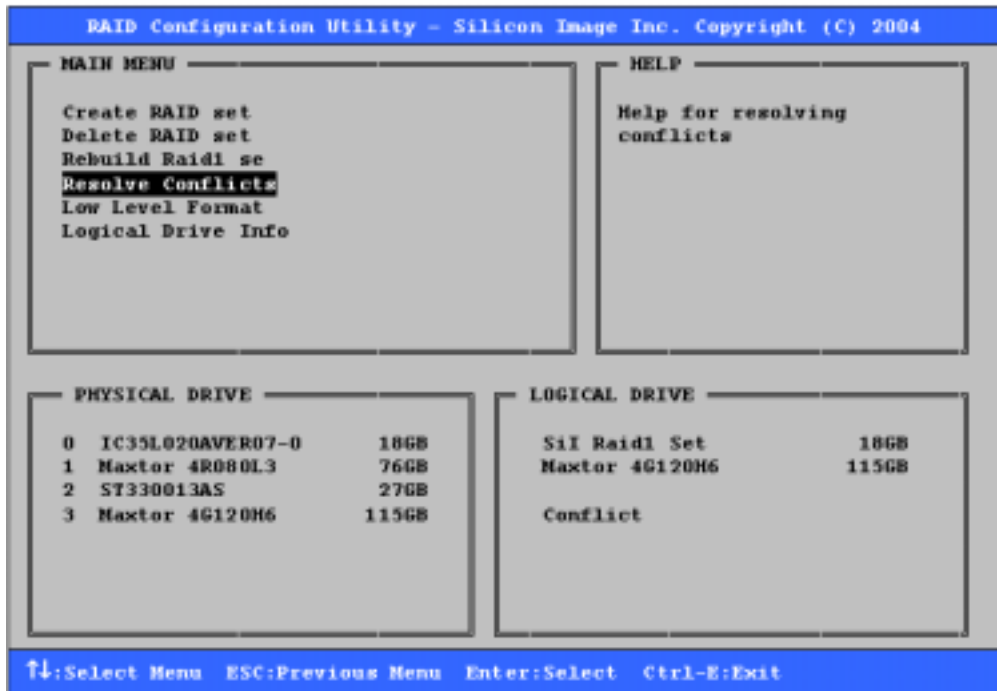 RAID Configuration Utility – Silicon Image Inc. Copyright (C) 2004
MAIN MENU
Create RAID set
Delete RAID set
Rebuild Raid1 se
Resolve Conflicts
Low Level Format
Logical Drive Info
HELP
Help for resolving
conflicts
PHYSICAL DRIVE
0 IC35L020AVER07-0 18GB
1 Maxtor 4R080L3 76GB
2 ST330013AS 27GB
3 Maxtor 4G120H6 115GB
LOGICAL DRIVE
SiI Raid1 Set 18GB
Maxtor 4G120H6 115GB
Conflict
↑↓:Select Menu ESC:Previous Menu Enter:Select Ctrl-E:Exit